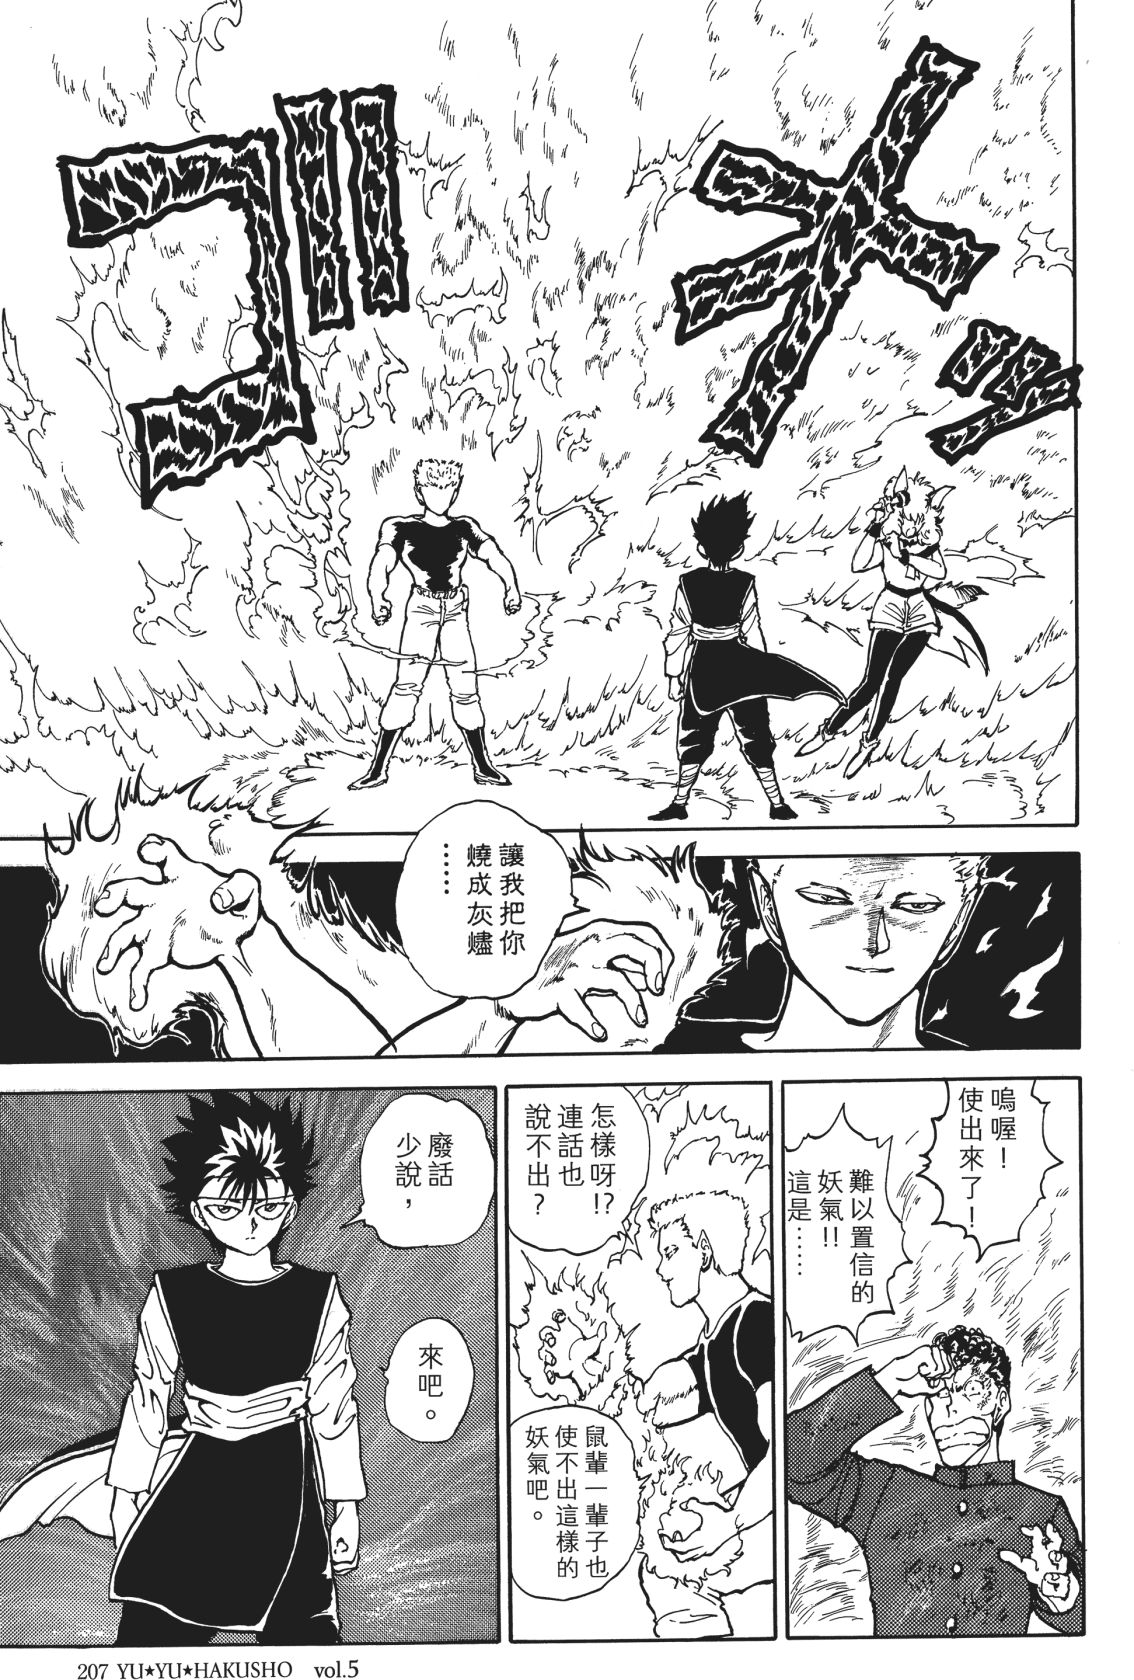 ズゴッ
讓我把你
燒成灰燼
……
嗚喔！
使出來了！
難以置信的
妖氣!!
這是……
怎樣呀!?
連話也
說不出？
鼠輩一輩子也
使不出這樣的
妖氣吧。
廢話
少說，
來吧。
207 YU★YU★HAKUSHO vol.5